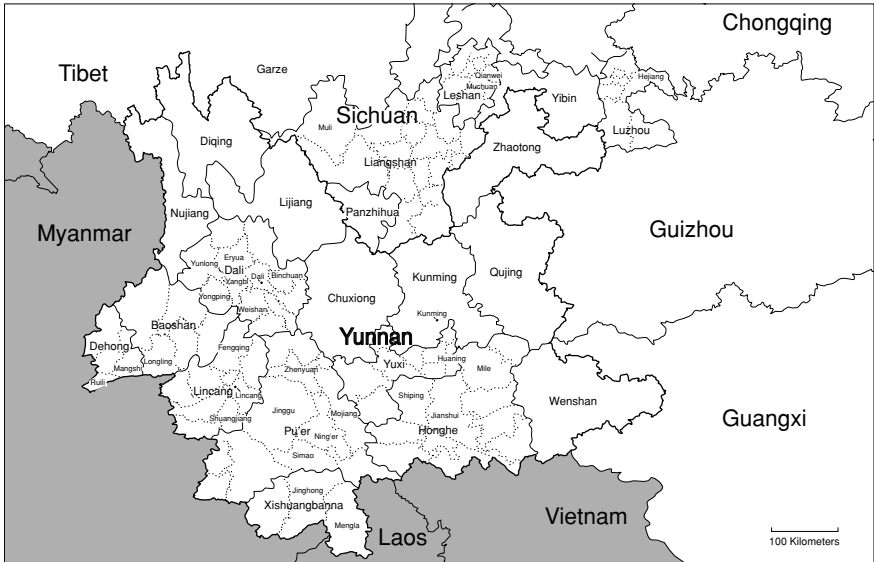 Chongqing
Tibet
Garze
Qianwei
Hejiang
Muchuan
Leshan
Yibin
Sichuan
Muli
Luzhou
Diqing
Zhaotong
Liangshan
Lijiang
Nujiang
Panzhihua
Myanmar
Guizhou
Eryua
Yunlong
Dali
Dali
Binchuan
Kunming
Qujing
Yangbi
Yongping
Chuxiong
Weishan
Kunming
Baoshan
Yunnan
Dehong
Fengqing
Longling
Mangshi
Zhenyuan
Yuxi
Huaning
Mile
Ruili
Lincang
Lincang
Shiping
Wenshan
Jinggu
Mojiang
Jianshui
Shuangjiang
Guangxi
Pu'er
Ning'er
Honghe
Simao
Jinghong
Xishuangbanna
Vietnam
Mengla
Laos
100 Kilometers